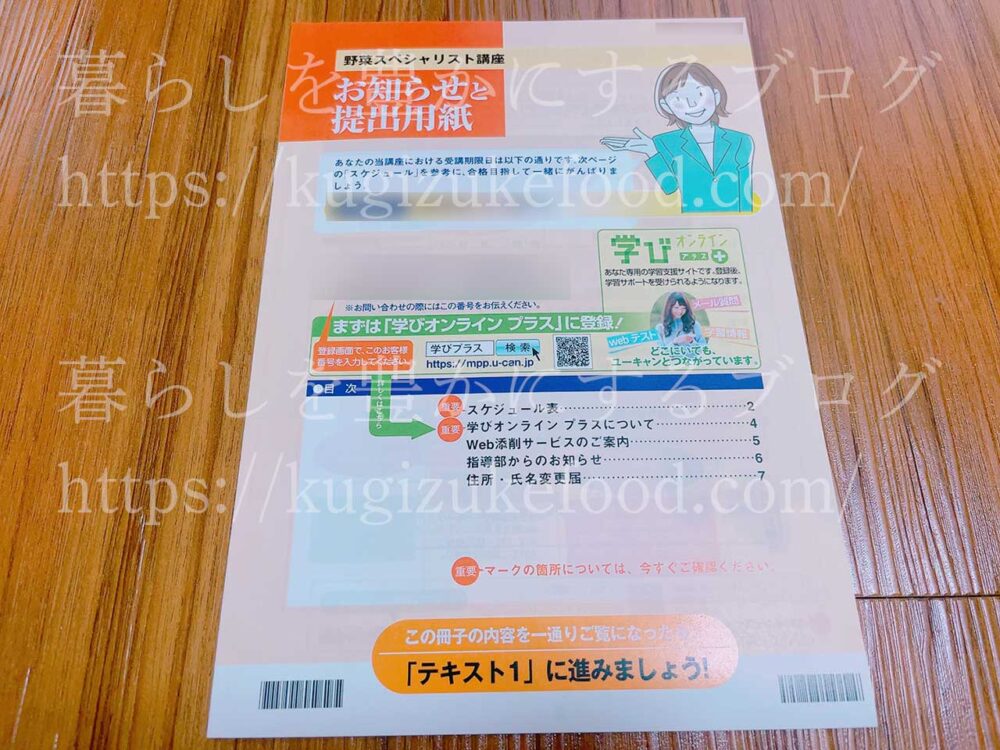 野菜スペシャリスト講座
お知らせと
提出用紙
あなたの当講座における受講期限日は以下の通りです。次ページ
の「スケジュール」を参考に、合格目指して一緒にがんばりま
しょう。
学びオンライン
プラス
あなた専用の学習支援サイトです。登録後、
学習サポートを受けられるようになります。
メール質問
webテスト
学習情報
どこにいても、
ユーキャンとつながっています。
※お問い合わせの際にはこの番号をお伝えください。
まずは「学びオンライン プラス」に登録!
登録画面で、このお客様
番号を入力してください。
学びプラス 検索
https://mpp.u-can.jp
詳しくはこちら
●目 次
重要 スケジュール表……2
重要 学びオンライン プラスについて……4
Web添削サービスのご案内……5
指導部からのお知らせ……6
住所・氏名変更届……7
重要 マークの箇所については、今すぐご確認ください。
この冊子の内容を一通りご覧になったら、
「テキスト1」に進みましょう!
暮らしを豊かにするブログ
https://kugizukefood.com/
暮らしを豊かにするブログ
https://kugizukefood.com/